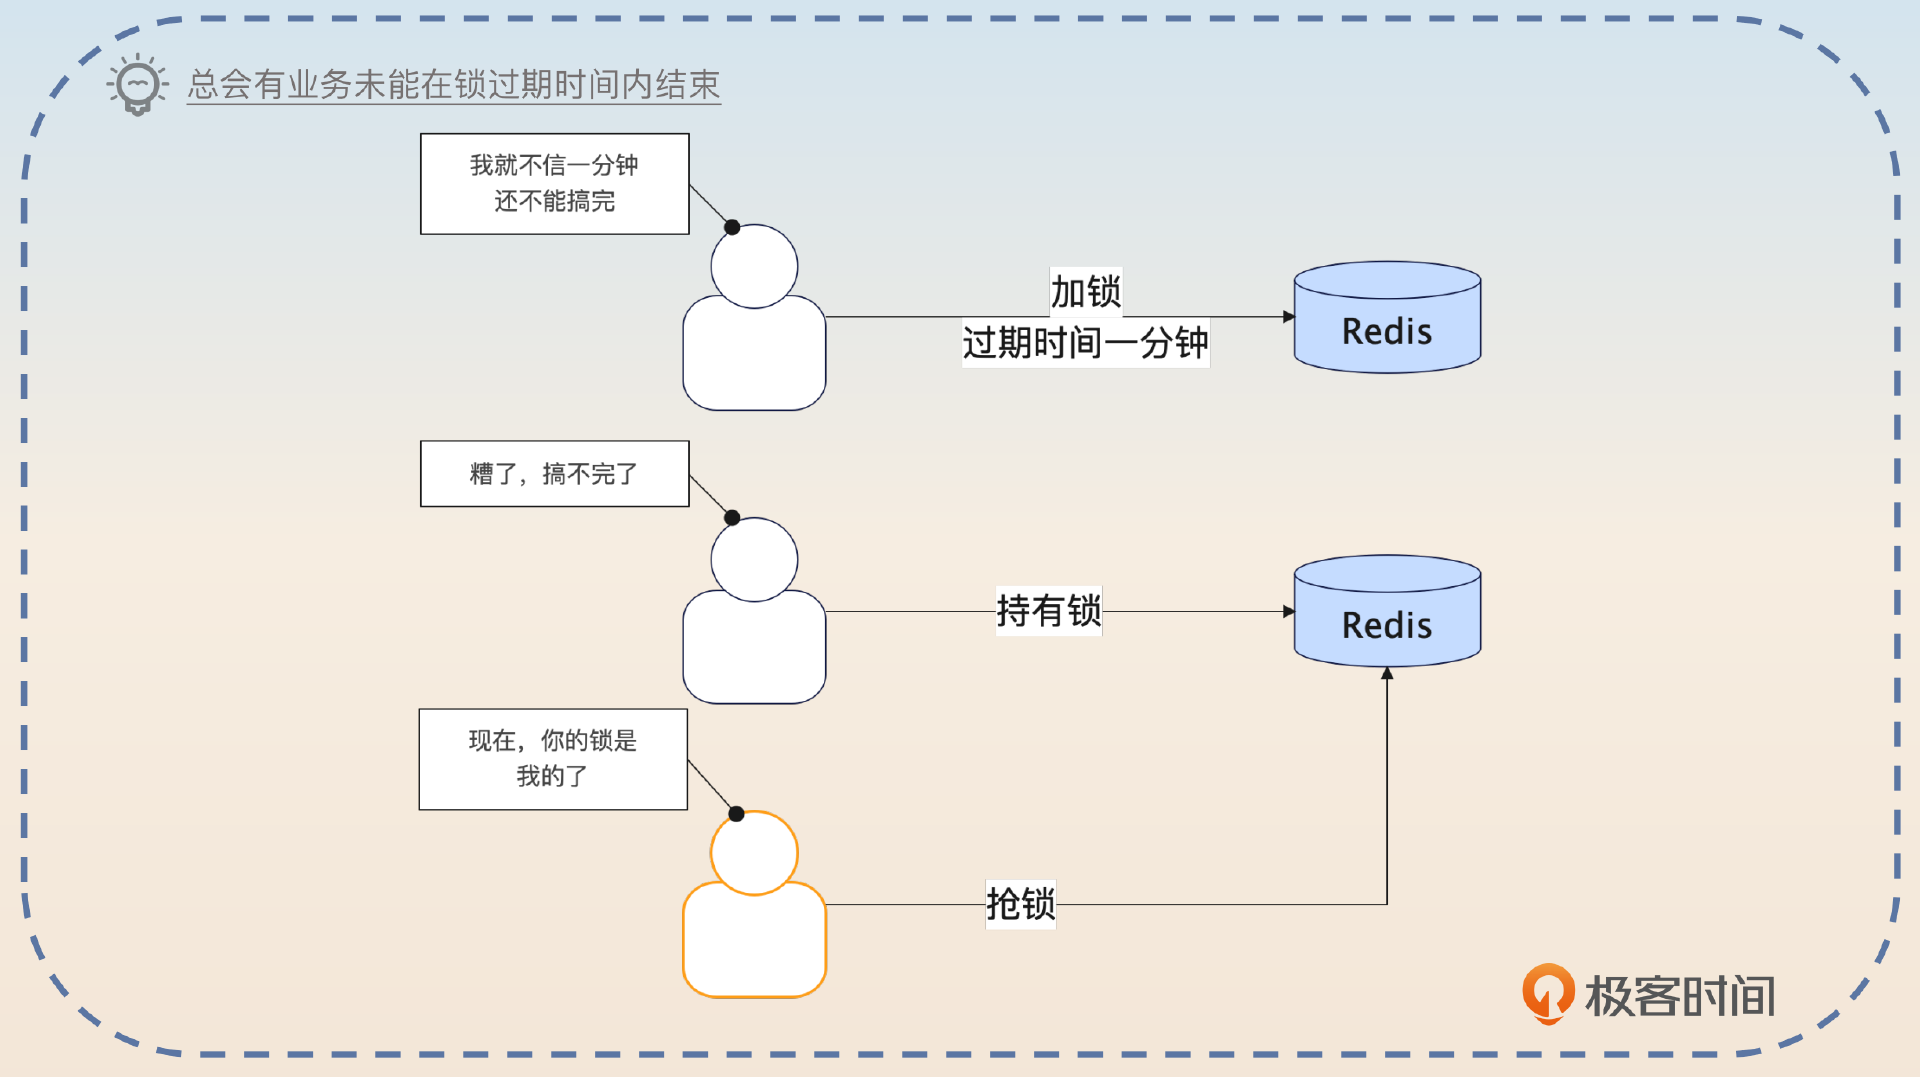 总会有业务未能在锁过期时间内结束
我就不信一分钟
还不能搞完
加锁
过期时间一分钟
Redis
糟了，搞不完了
持有锁
Redis
现在，你的锁是
我的了
抢锁
极客时间